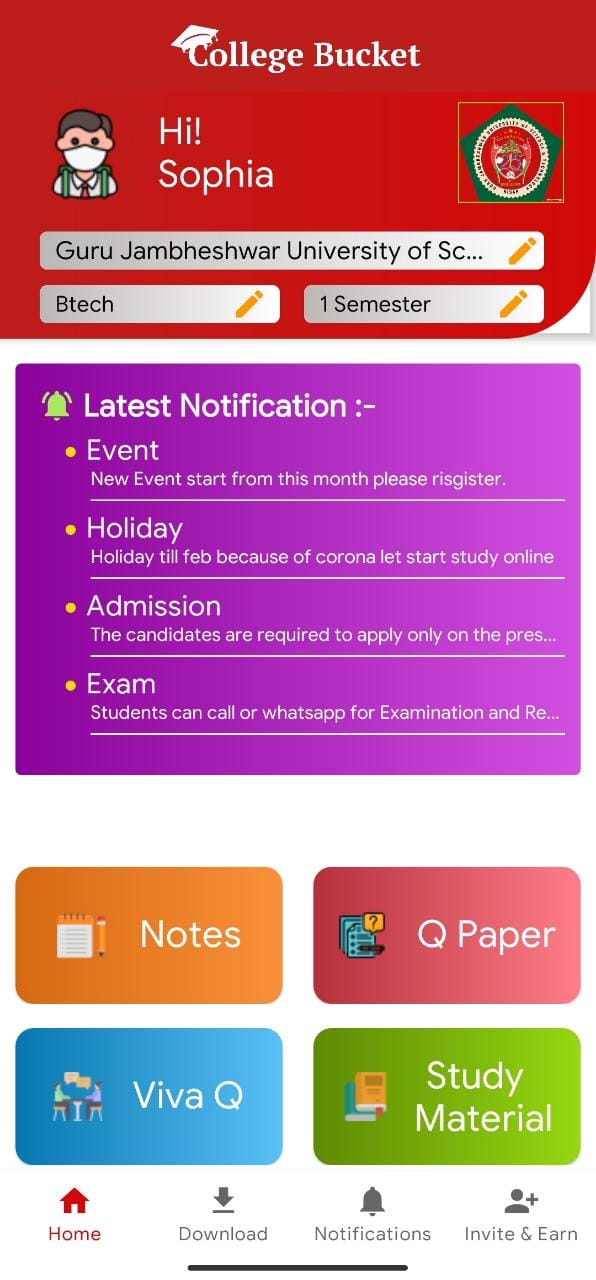 College Bucket
Hi!
Sophia
Guru Jambheshwar University of Sc...
Btech
1 Semester
Latest Notification :-
Event
New Event start from this month please risgister.
Holiday
Holiday till feb because of corona let start study online
Admission
The candidates are required to apply only on the pres...
Exam
Students can call or whatsapp for Examination and Re...
Notes
Q Paper
Viva Q
Study
Material
Home
Download
Notifications
Invite & Earn